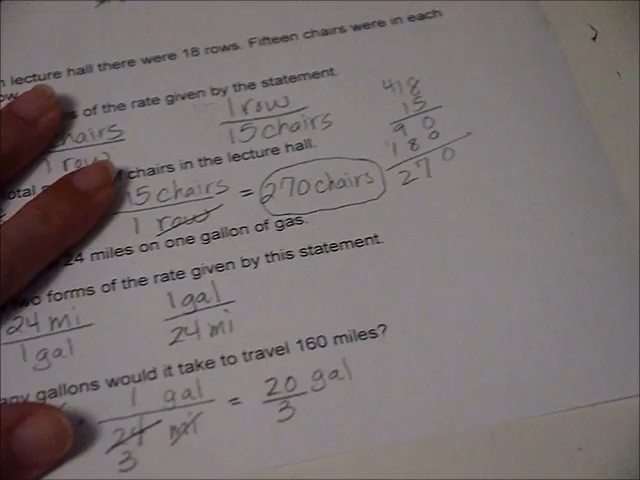 lecture hall there were 18 rows. Fifteen chairs were in each
of the rate given by the statement.
chairs
1 row
1 row
15 chairs
418
15
90
180
270
chairs in the lecture hall.
15 chairs
1 row
= 270 chairs
24 miles on one gallon of gas.
two forms of the rate given by this statement.
24 mi
1 gal
1 gal
24 mi
gallons would it take to travel 160 miles?
1 gal
24 mi
3
= 20 gal
3